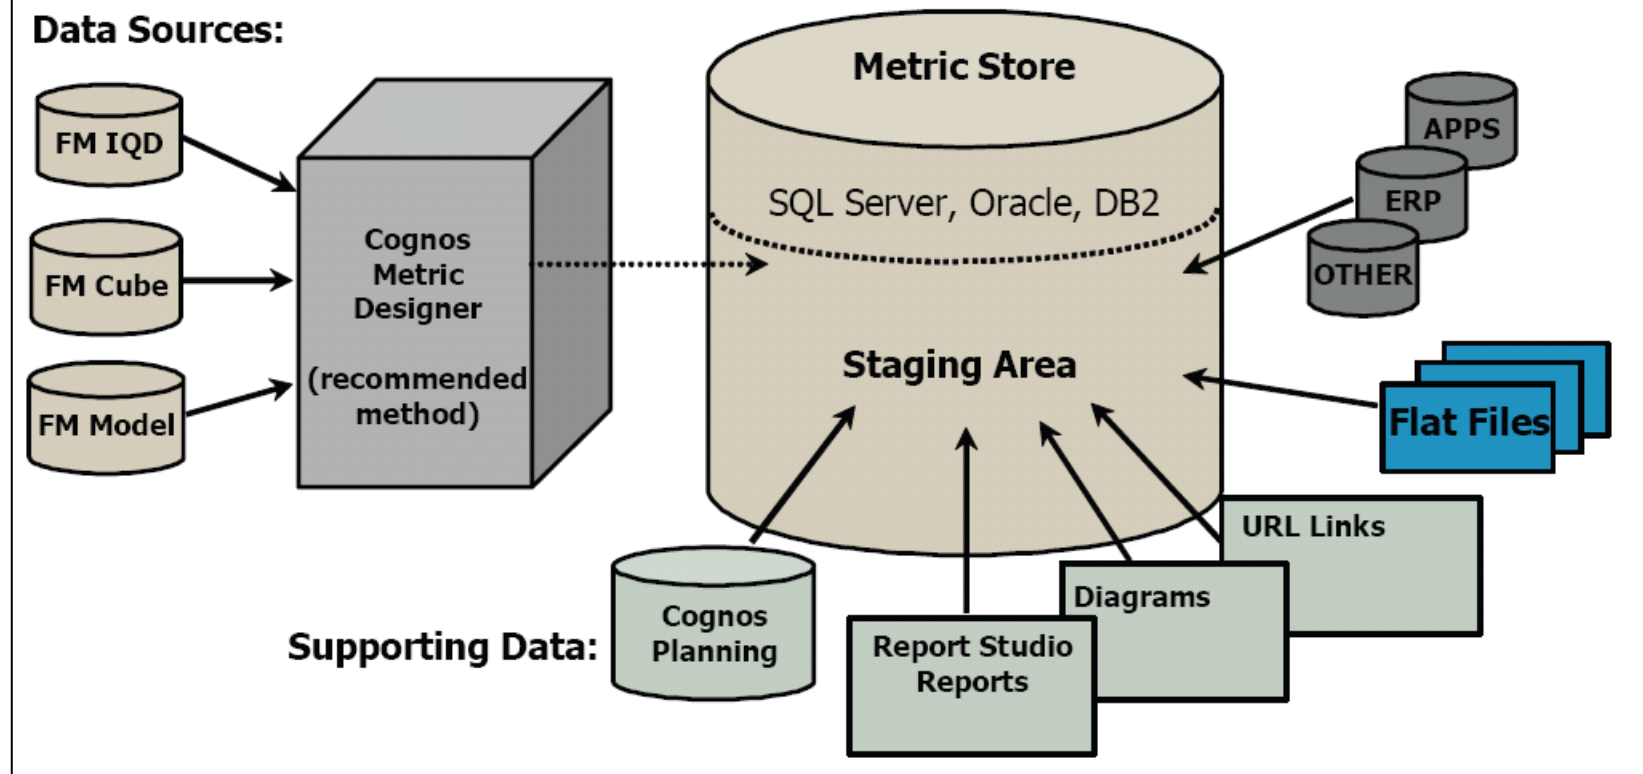 Data Sources:
FM IQD
FM Cube
FM Model
Cognos
Metric
Designer
(recommended
method)
Metric Store
SQL Server, Oracle, DB2
Staging Area
APPS
ERP
OTHER
Flat Files
URL Links
Diagrams
Report Studio
Reports
Supporting Data:
Cognos
Planning